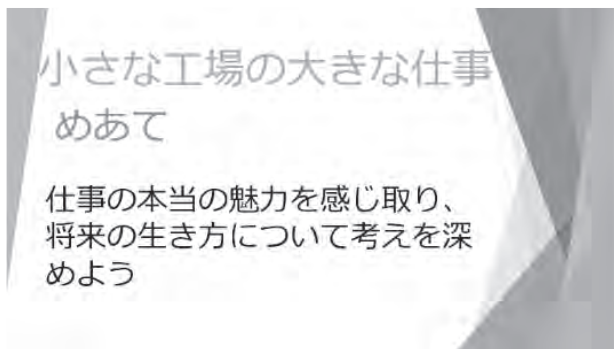 小さな工場の大きな仕事
めあて
仕事の本当の魅力を感じ取り、
将来の生き方について考えを深
めよう